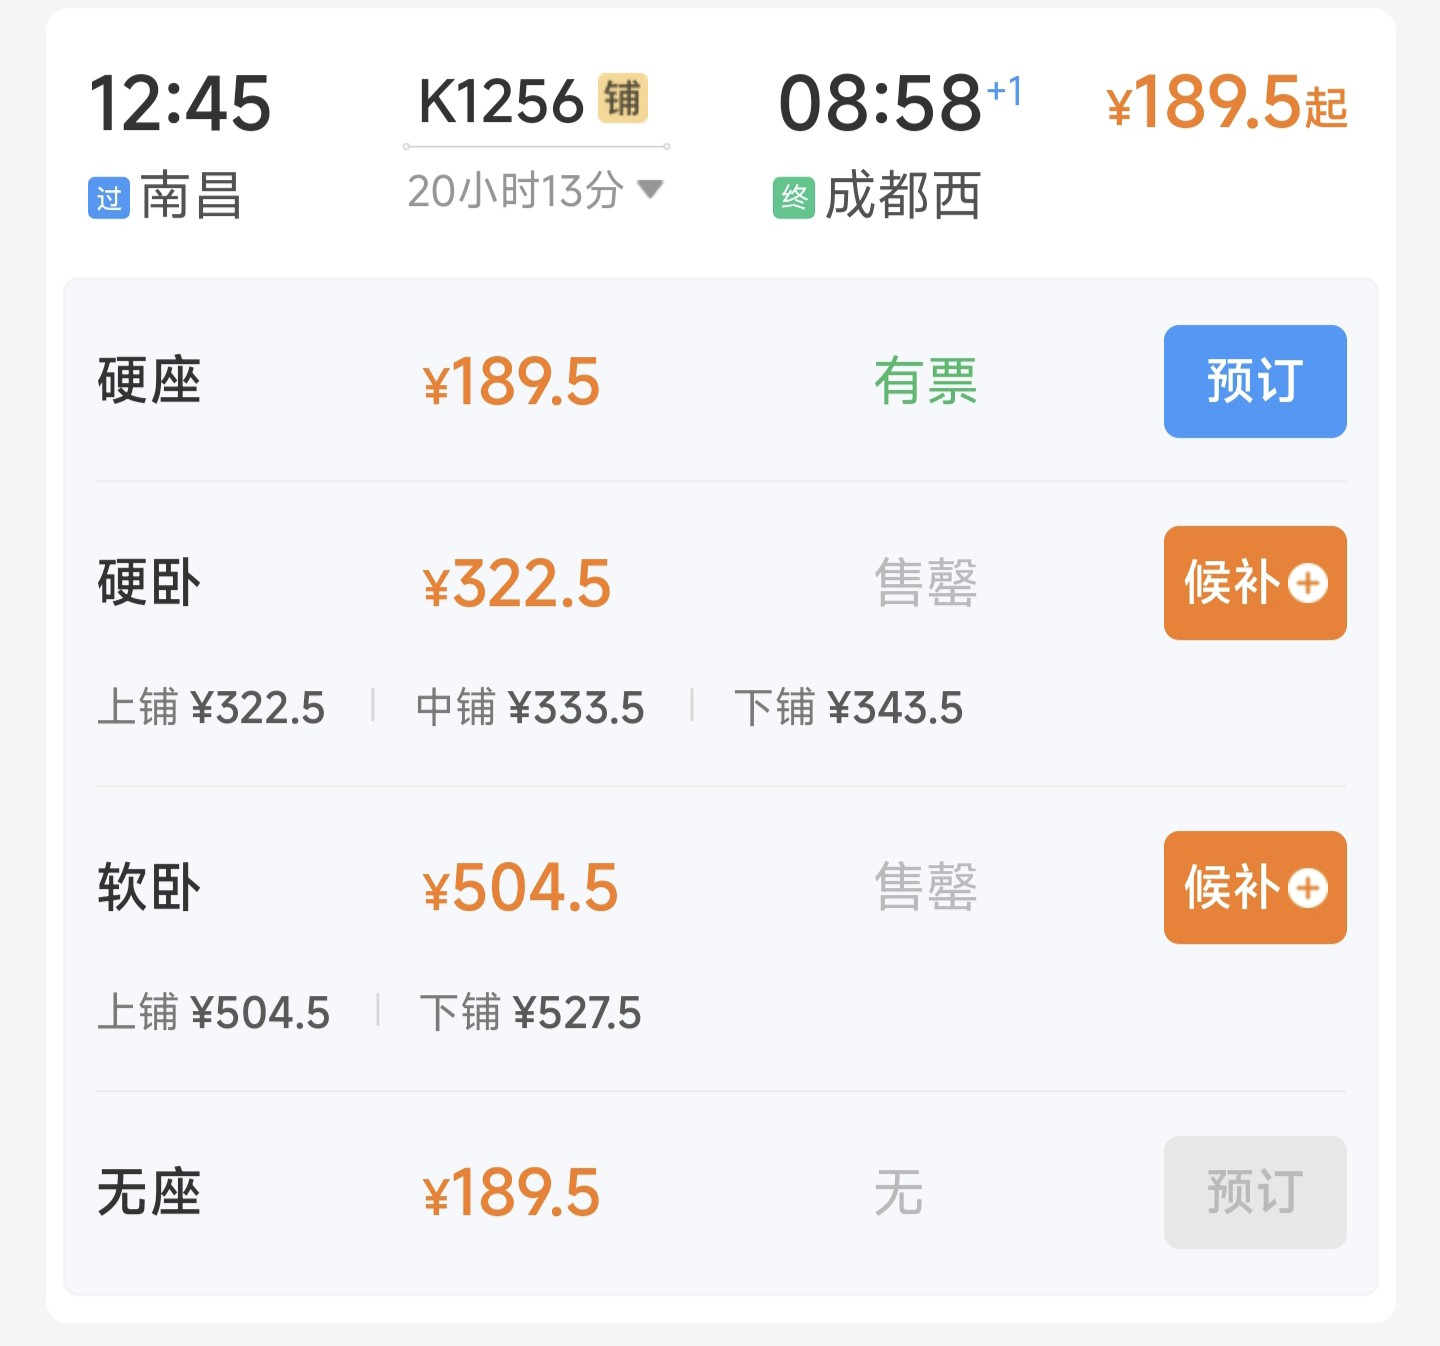 12:45 K1256 铺 08:58+1 ¥189.5起
过 南昌 20小时13分 终 成都西
硬座 ¥189.5 有票 预订
硬卧 ¥322.5 售罄 候补
上铺 ¥322.5 中铺 ¥333.5 下铺 ¥343.5
软卧 ¥504.5 售罄 候补
上铺 ¥504.5 下铺 ¥527.5
无座 ¥189.5 无 预订